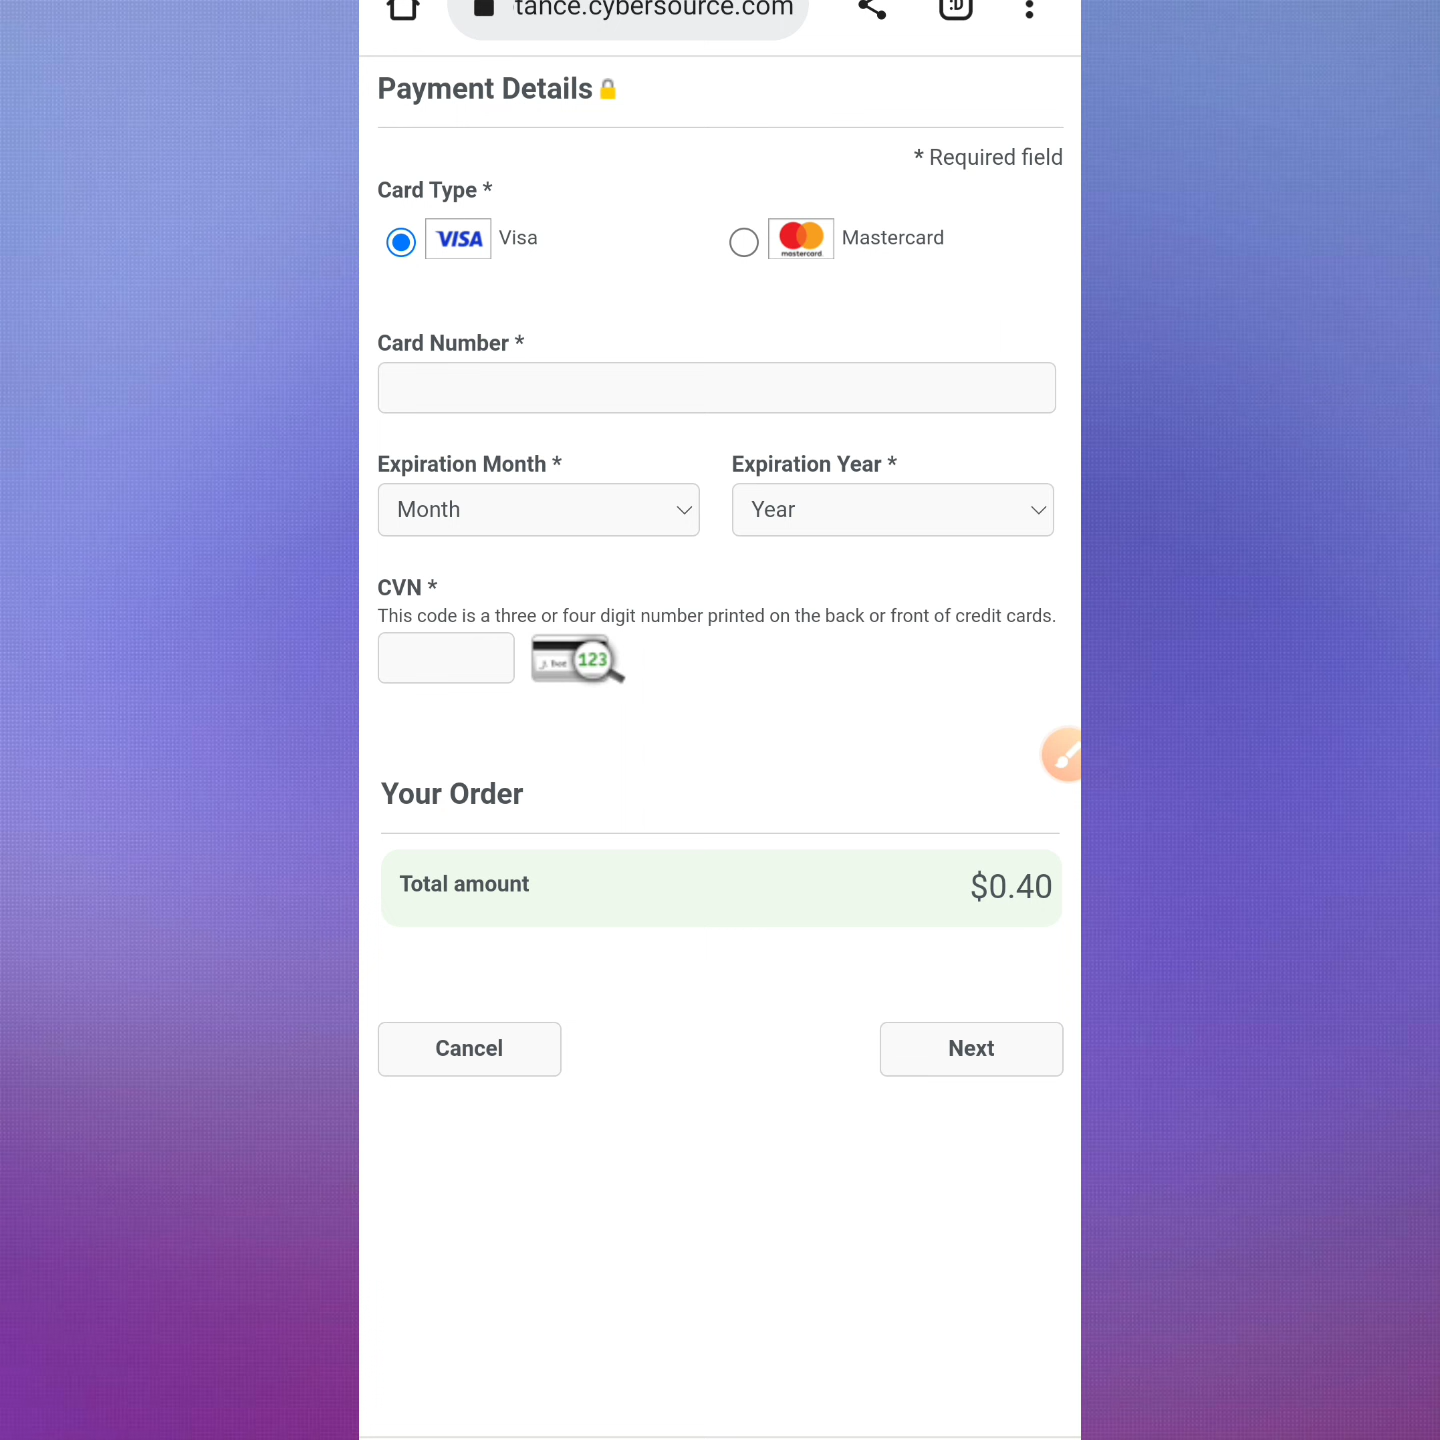 tance.cybersource.com :D
Payment Details
* Required field
Card Type *
VISA Visa mastercard Mastercard
Card Number *
Expiration Month * Expiration Year *
Month Year
CVN *
This code is a three or four digit number printed on the back or front of credit cards.
123
Your Order
Total amount $0.40
Cancel Next